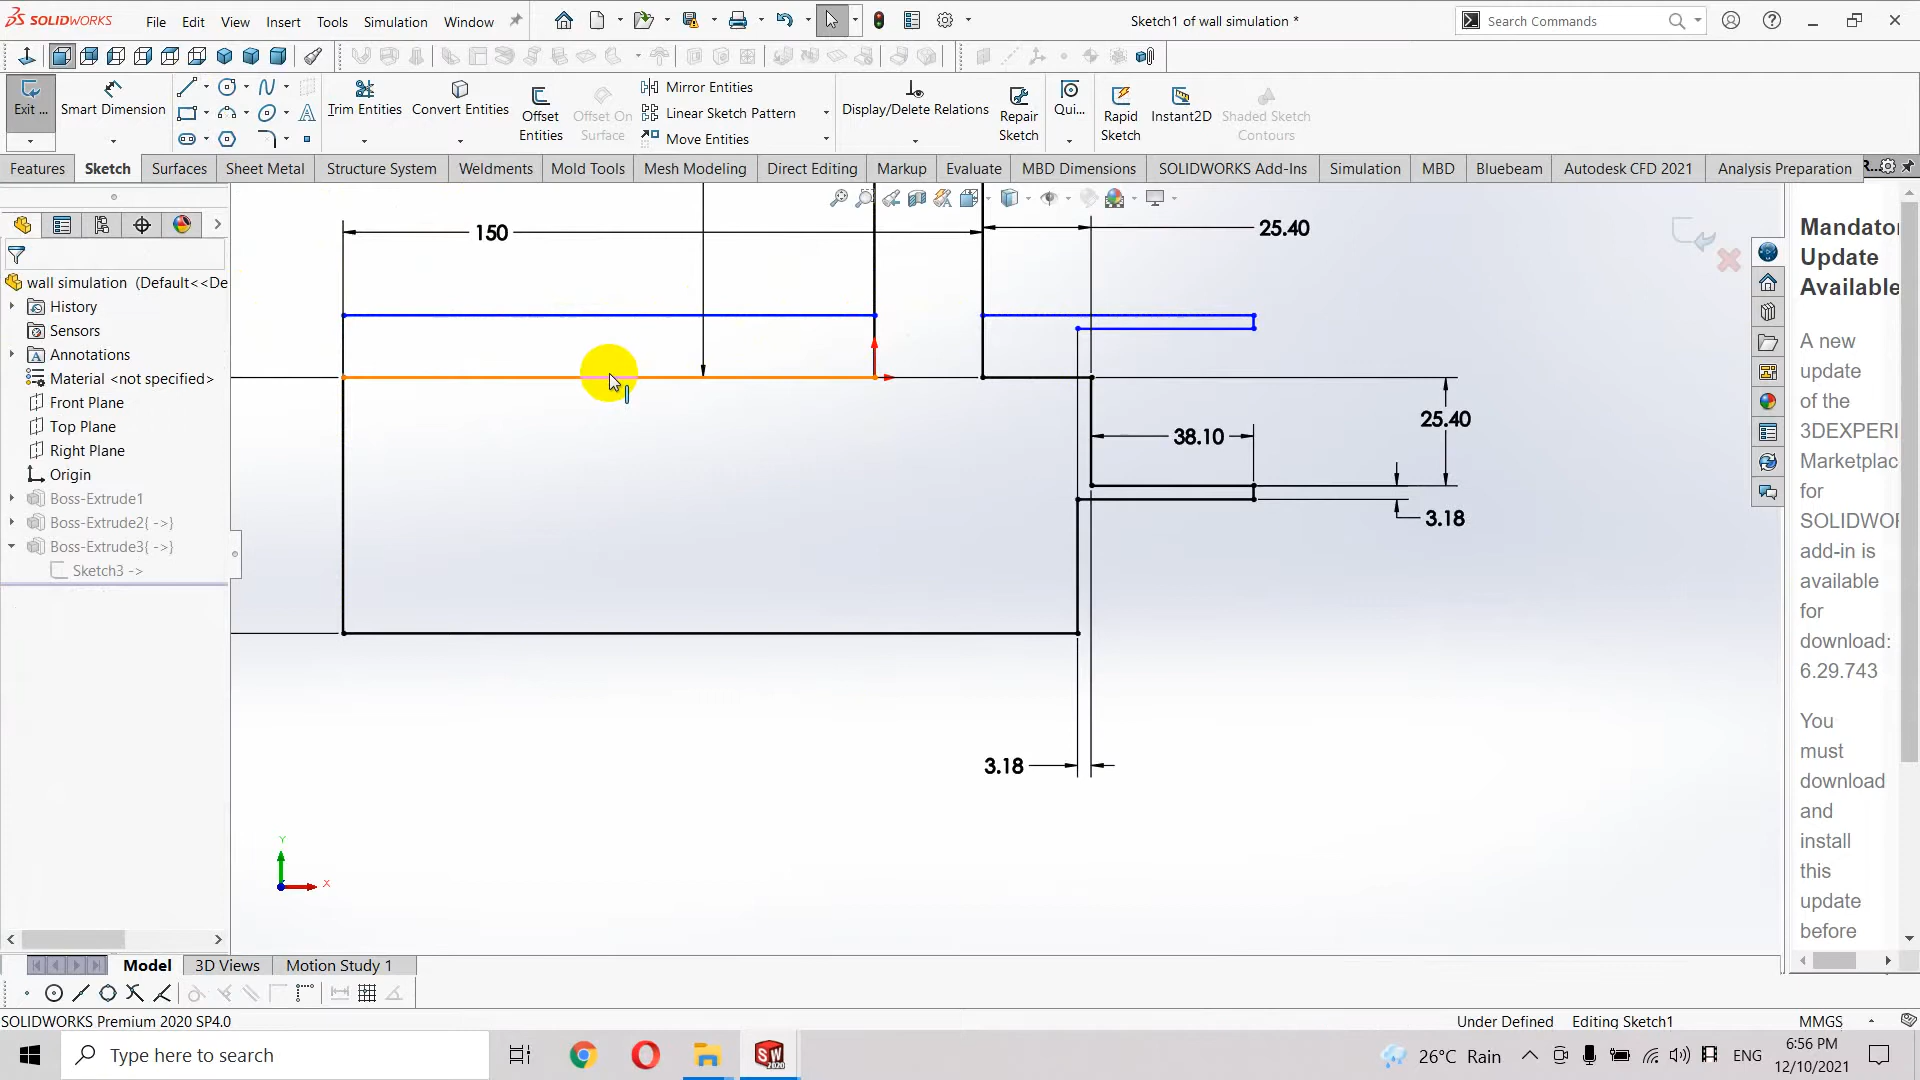 SOLIDWORKS File Edit View Insert Tools Simulation Window
Sketch1 of wall simulation *
Search Commands
Exit ...
Smart Dimension
Trim Entities
Convert Entities
Offset Entities
Offset On Surface
Mirror Entities
Linear Sketch Pattern
Move Entities
Display/Delete Relations
Repair Sketch
Qui...
Rapid Sketch
Instant2D
Shaded Sketch Contours
Features Sketch Surfaces Sheet Metal Structure System Weldments Mold Tools Mesh Modeling Direct Editing Markup Evaluate MBD Dimensions SOLIDWORKS Add-Ins Simulation MBD Bluebeam Autodesk CFD 2021 Analysis Preparation R...
wall simulation (Default<<De
History
Sensors
Annotations
Material <not specified>
Front Plane
Top Plane
Right Plane
Origin
Boss-Extrude1
Boss-Extrude2{ ->}
Boss-Extrude3{ ->}
Sketch3 ->
150
25.40
25.40
38.10
3.18
3.18
Y
X
Mandator
Update
Available
A new
update
of the
3DEXPERI
Marketplac
for
SOLIDWOR
add-in is
available
for
download:
6.29.743
You
must
download
and
install
this
update
before
Model 3D Views Motion Study 1
SOLIDWORKS Premium 2020 SP4.0
Under Defined Editing Sketch1 MMGS
Type here to search
SW
2020
26°C Rain
ENG
6:56 PM
12/10/2021